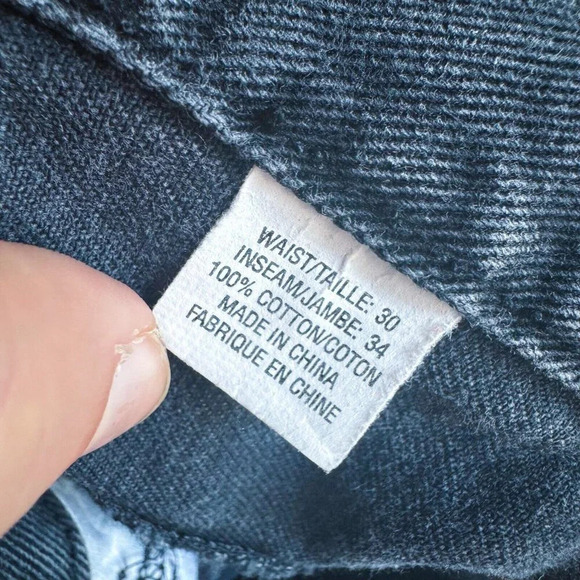 WAIST/TAILLE: 30
INSEAM/JAMBE: 34
100% COTTON/COTON
MADE IN CHINA
FABRIQUE EN CHINE